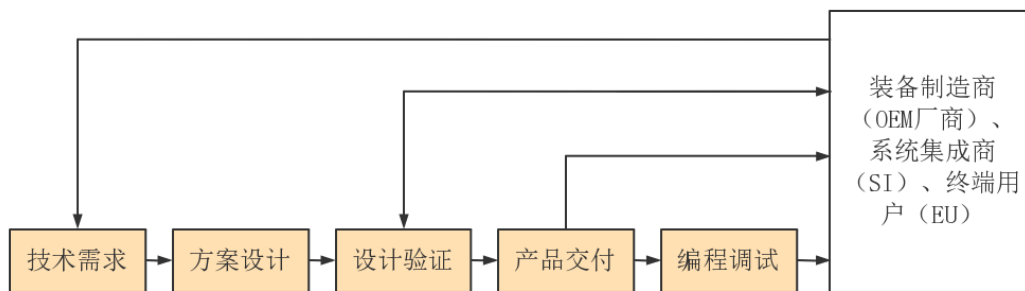 装备制造商
（OEM厂商）、
系统集成商
（SI）、终端用
户（EU）
技术需求
方案设计
设计验证
产品交付
编程调试